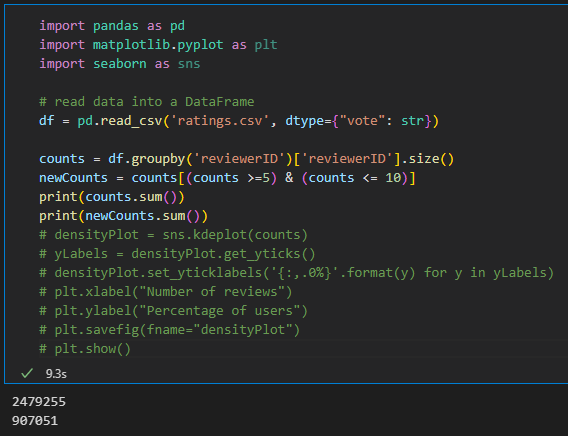 import pandas as pd
import matplotlib.pyplot as plt
import seaborn as sns
# read data into a DataFrame
df = pd.read_csv('ratings.csv', dtype={"vote": str})
counts = df.groupby('reviewerID')['reviewerID'].size()
newCounts = counts[(counts >=5) & (counts <= 10)]
print(counts.sum())
print(newCounts.sum())
# densityPlot = sns.kdeplot(counts)
# yLabels = densityPlot.get_yticks()
# densityPlot.set_yticklabels('{:,.0%}'.format(y) for y in yLabels)
# plt.xlabel("Number of reviews")
# plt.ylabel("Percentage of users")
# plt.savefig(fname="densityPlot")
# plt.show()
9.3s
2479255
907051